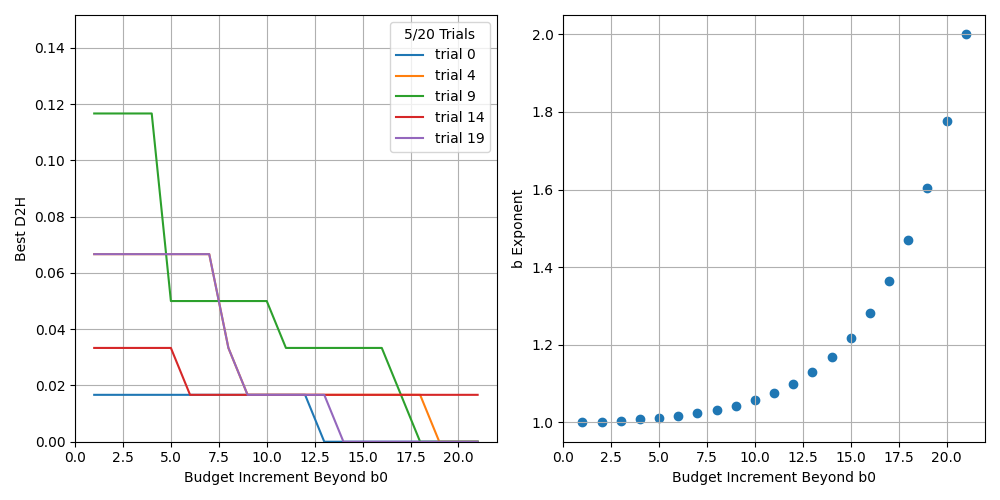 5/20 Trials
trial 0
trial 4
trial 9
trial 14
trial 19
0.14
0.12
0.10
0.08
0.06
0.04
0.02
0.00
Best D2H
0.0 2.5 5.0 7.5 10.0 12.5 15.0 17.5 20.0
Budget Increment Beyond b0
2.0
1.8
1.6
1.4
1.2
1.0
b Exponent
0.0 2.5 5.0 7.5 10.0 12.5 15.0 17.5 20.0
Budget Increment Beyond b0